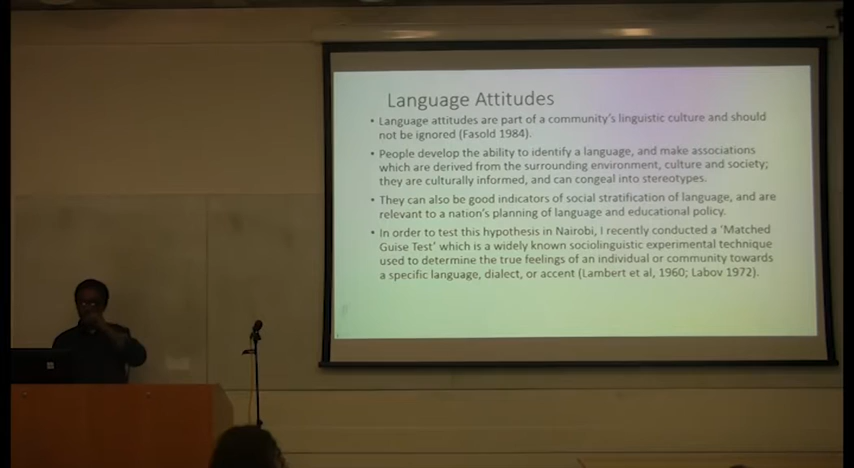 Language Attitudes
• Language attitudes are part of a community's linguistic culture and should
not be ignored (Fasold 1984).
• People develop the ability to identify a language, and make associations
which are derived from the surrounding environment, culture and society;
they are culturally informed, and can congeal into stereotypes.
• They can also be good indicators of social stratification of language, and are
relevant to a nation's planning of language and educational policy.
• In order to test this hypothesis in Nairobi, I recently conducted a 'Matched
Guise Test' which is a widely known sociolinguistic experimental technique
used to determine the true feelings of an individual or community towards
a specific language, dialect, or accent (Lambert et al, 1960; Labov 1972).